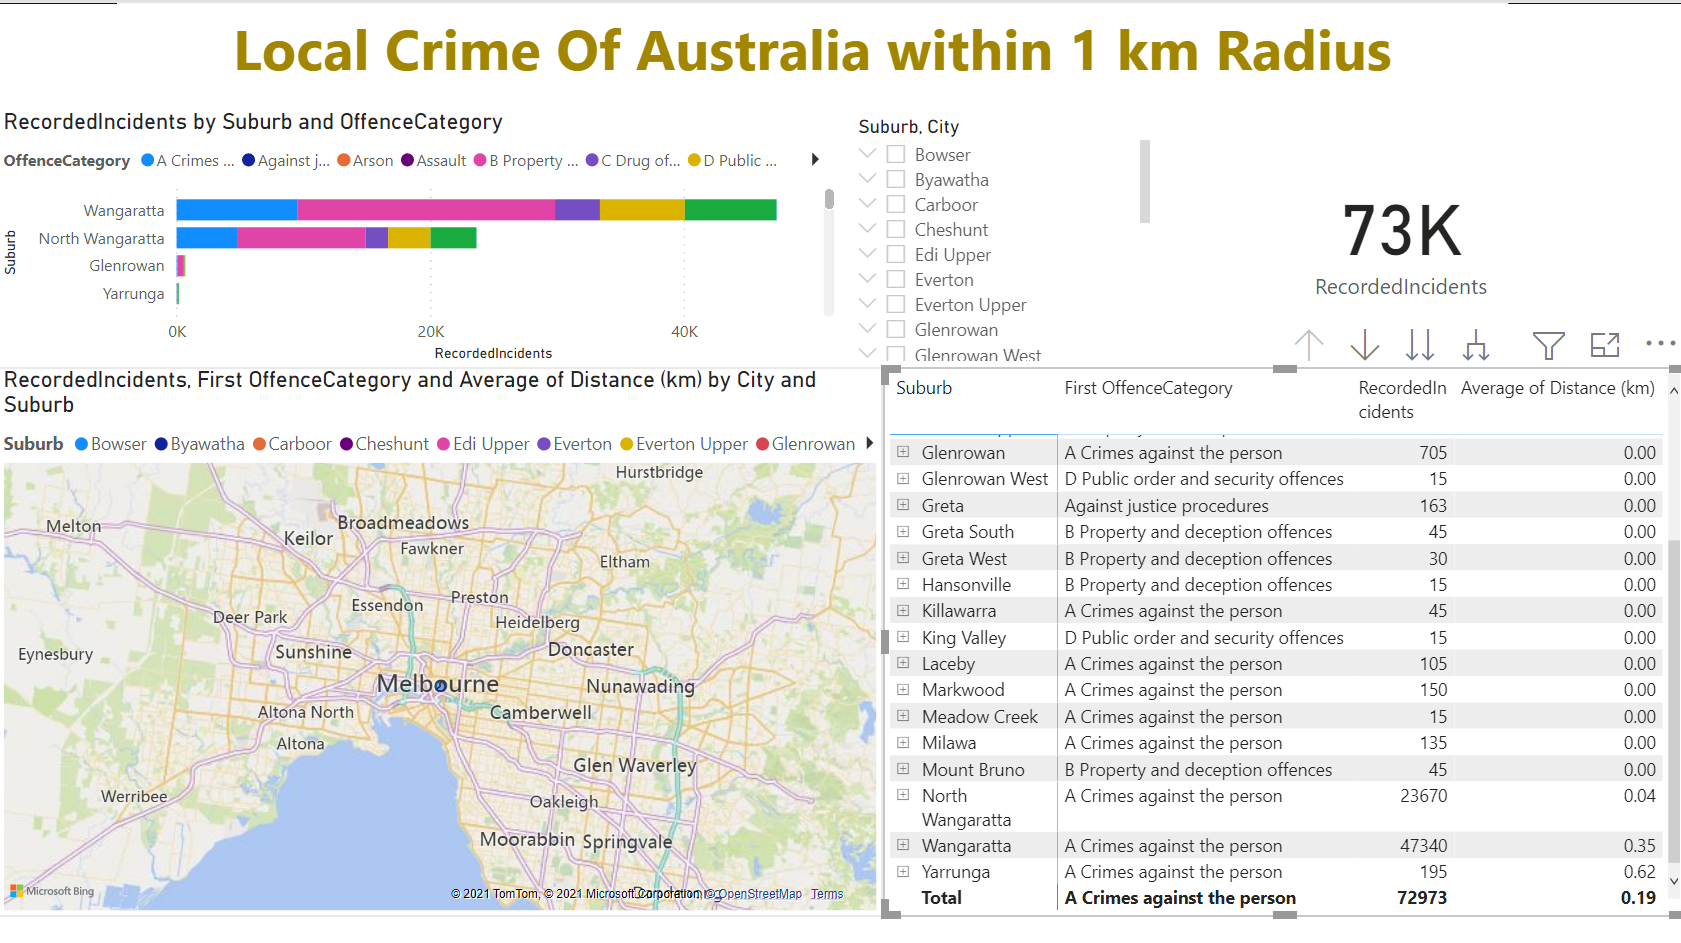 Local Crime Of Australia within 1 km Radius
RecordedIncidents by Suburb and OffenceCategory
OffenceCategory A Crimes ... Against j... Arson Assault B Property ... C Drug of... D Public ...
Suburb
Wangaratta
North Wangaratta
Glenrowan
Yarrunga
0K 20K 40K
RecordedIncidents
Suburb, City
Bowser
Byawatha
Carboor
Cheshunt
Edi Upper
Everton
Everton Upper
Glenrowan
Glenrowan West
73K
RecordedIncidents
RecordedIncidents, First OffenceCategory and Average of Distance (km) by City and
Suburb
Suburb Bowser Byawatha Carboor Cheshunt Edi Upper Everton Everton Upper Glenrowan
Hurstbridge
Melton
Broadmeadows
Keilor
Fawkner
Eltham
Preston
Essendon
Deer Park
Heidelberg
Doncaster
Sunshine
Eynesbury
Melbourne
Nunawading
Altona North
Camberwell
Altona
Glen Waverley
Werribee
Oakleigh
Moorabbin
Springvale
Microsoft Bing
© 2021 TomTom, © 2021 Microsoft Corporation, © OpenStreetMap Terms
Suburb First OffenceCategory RecordedIn Average of Distance (km)
cidents
Glenrowan A Crimes against the person 705 0.00
Glenrowan West D Public order and security offences 15 0.00
Greta Against justice procedures 163 0.00
Greta South B Property and deception offences 45 0.00
Greta West B Property and deception offences 30 0.00
Hansonville B Property and deception offences 15 0.00
Killawarra A Crimes against the person 45 0.00
King Valley D Public order and security offences 15 0.00
Laceby A Crimes against the person 105 0.00
Markwood A Crimes against the person 150 0.00
Meadow Creek A Crimes against the person 15 0.00
Milawa A Crimes against the person 135 0.00
Mount Bruno B Property and deception offences 45 0.00
North A Crimes against the person 23670 0.04
Wangaratta
Wangaratta A Crimes against the person 47340 0.35
Yarrunga A Crimes against the person 195 0.62
Total A Crimes against the person 72973 0.19